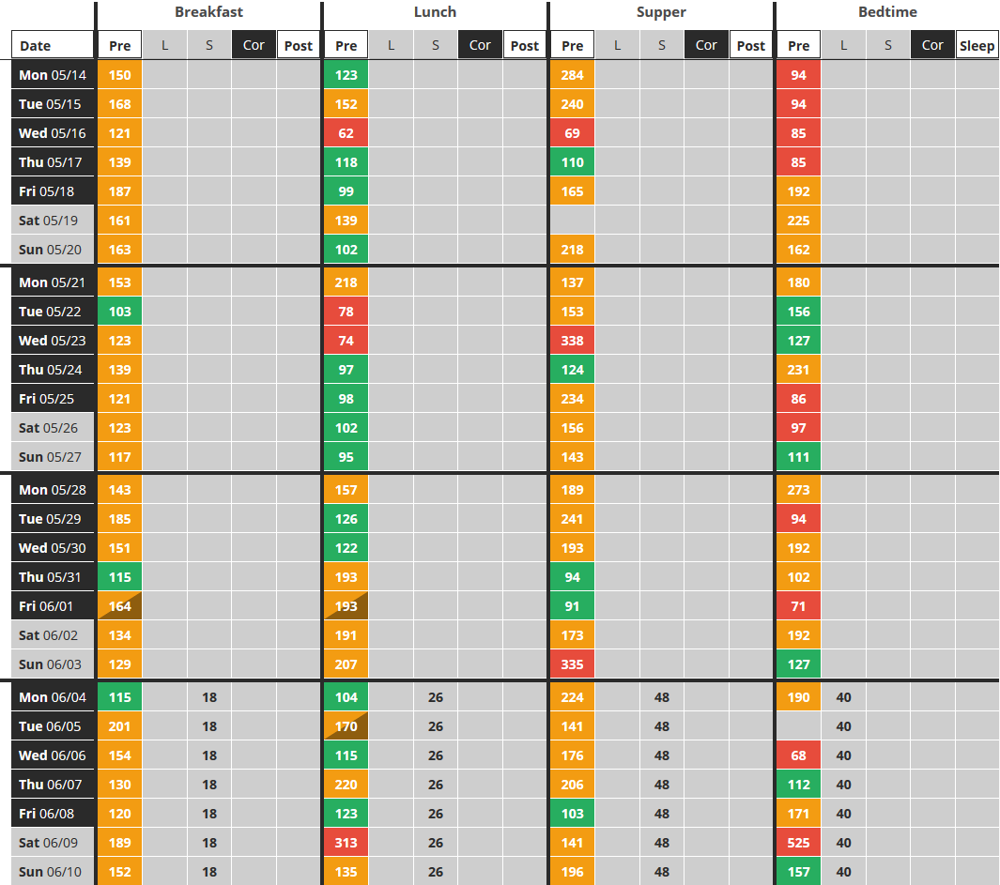 Breakfast Lunch Supper Bedtime
Date Pre L S Cor Post Pre L S Cor Post Pre L S Cor Post Pre L S Cor Sleep
Mon 05/14 150 123 284 94
Tue 05/15 168 152 240 94
Wed 05/16 121 62 69 85
Thu 05/17 139 118 110 85
Fri 05/18 187 99 165 192
Sat 05/19 161 139 225
Sun 05/20 163 102 218 162
Mon 05/21 153 218 137 180
Tue 05/22 103 78 153 156
Wed 05/23 123 74 338 127
Thu 05/24 139 97 124 231
Fri 05/25 121 98 234 86
Sat 05/26 123 102 156 97
Sun 05/27 117 95 143 111
Mon 05/28 143 157 189 273
Tue 05/29 185 126 241 94
Wed 05/30 151 122 193 192
Thu 05/31 115 193 94 102
Fri 06/01 164 193 91 71
Sat 06/02 134 191 173 192
Sun 06/03 129 207 335 127
Mon 06/04 115 18 104 26 224 48 190 40
Tue 06/05 201 18 170 26 141 48 40
Wed 06/06 154 18 115 26 176 48 68 40
Thu 06/07 130 18 220 26 206 48 112 40
Fri 06/08 120 18 123 26 103 48 171 40
Sat 06/09 189 18 313 26 141 48 525 40
Sun 06/10 152 18 135 26 196 48 157 40